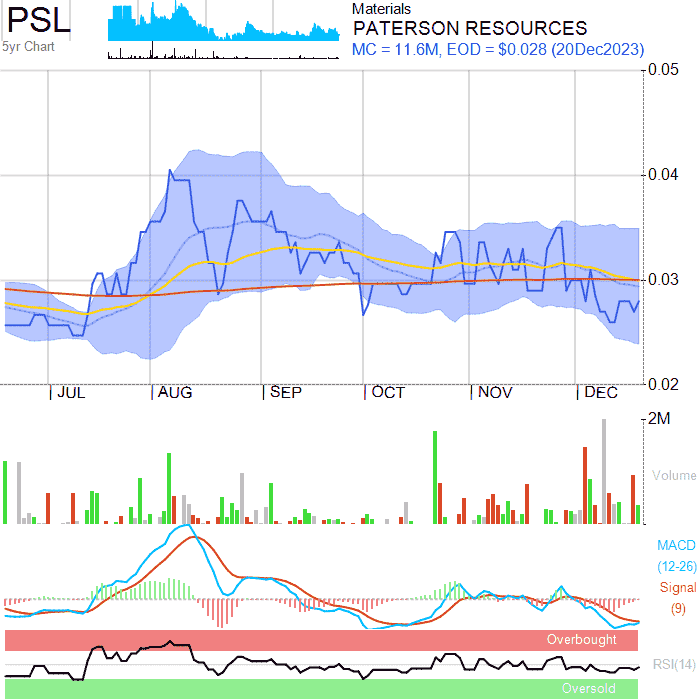 PSL
5yr Chart
Materials
PATERSON RESOURCES
MC = 11.6M, EOD = $0.028 (20Dec2023)
0.05
0.04
0.03
0.02
JUL AUG SEP OCT NOV DEC
2M
Volume
MACD
(12-26)
Signal
(9)
Overbought
RSI(14)
Oversold